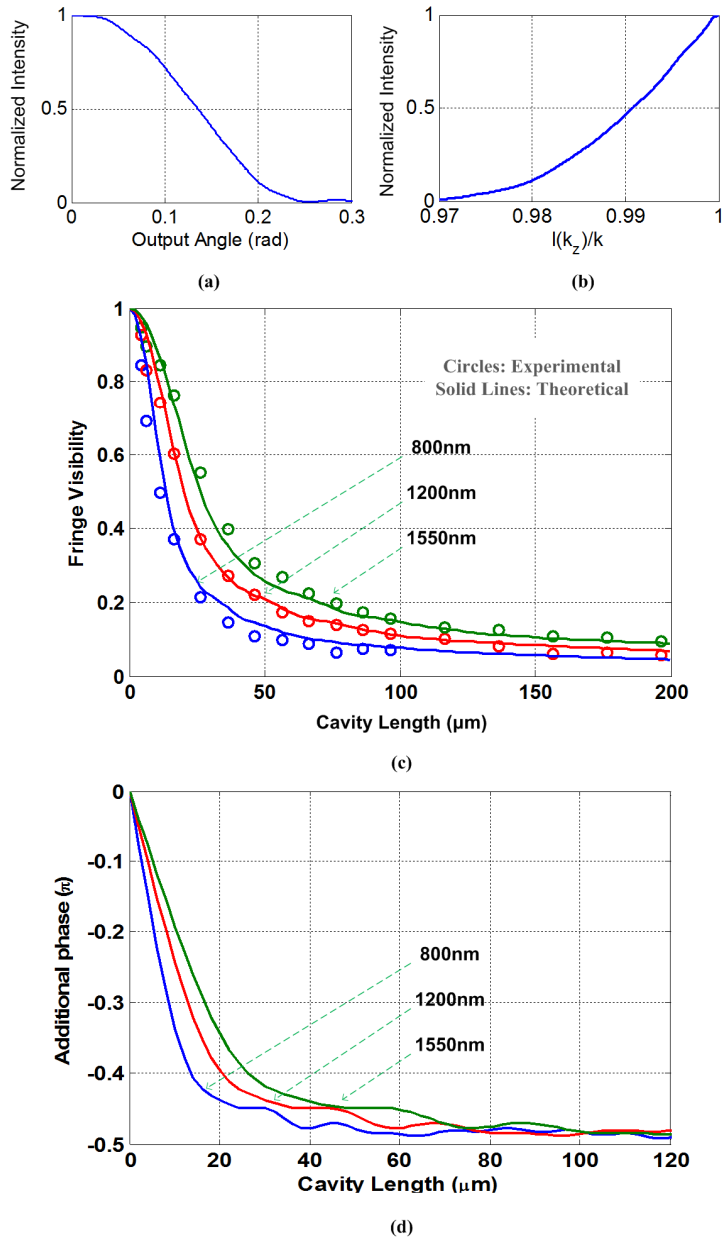 1
0.5
0
Normalized Intensity
0
0.1
0.2
0.3
Output Angle (rad)
(a)
1
0.5
0
Normalized Intensity
0.97
0.98
0.99
1
I(k_z)/k
(b)
1
0.8
0.6
0.4
0.2
0
Fringe Visibility
Circles: Experimental
Solid Lines: Theoretical
800nm
1200nm
1550nm
0
50
100
150
200
Cavity Length (μm)
(c)
0
-0.1
-0.2
-0.3
-0.4
-0.5
Additional phase (π)
800nm
1200nm
1550nm
0
20
40
60
80
100
120
Cavity Length (μm)
(d)